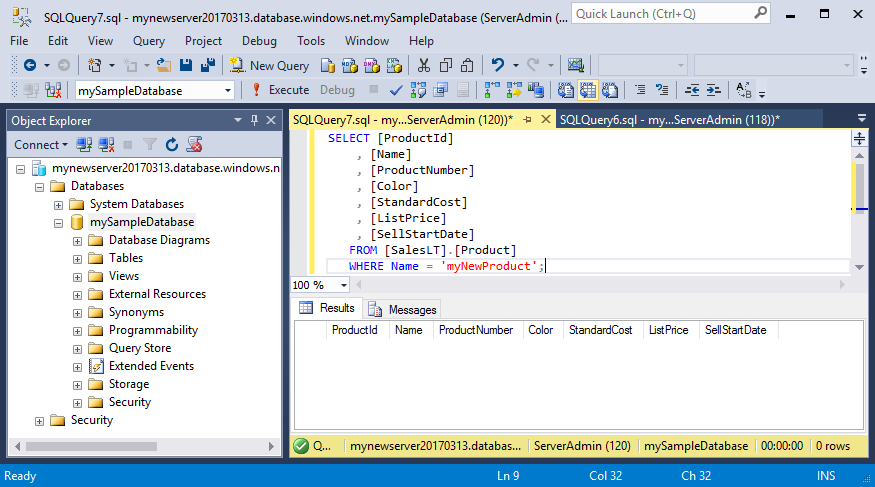 SQLQuery7.sql - mynewserver20170313.database.windows.net.mySampleDatabase (ServerAdmin (...
Quick Launch (Ctrl+Q)
File Edit View Query Project Debug Tools Window Help
New Query
MDX DMX XMLA DAX
mySampleDatabase
Execute Debug
Object Explorer
SQLQuery7.sql - my...ServerAdmin (120))*
SQLQuery6.sql - my...ServerAdmin (118))*
Connect
mynewserver20170313.database.windows.n
Databases
System Databases
mySampleDatabase
Database Diagrams
Tables
Views
External Resources
Synonyms
Programmability
Query Store
Extended Events
Storage
Security
Security
SELECT [ProductId]
, [Name]
, [ProductNumber]
, [Color]
, [StandardCost]
, [ListPrice]
, [SellStartDate]
FROM [SalesLT].[Product]
WHERE Name = 'myNewProduct';
100 %
Results Messages
ProductId Name ProductNumber Color StandardCost ListPrice SellStartDate
Q... mynewserver20170313.databas... ServerAdmin (120) mySampleDatabase 00:00:00 0 rows
Ready Ln 9 Col 32 Ch 32 INS